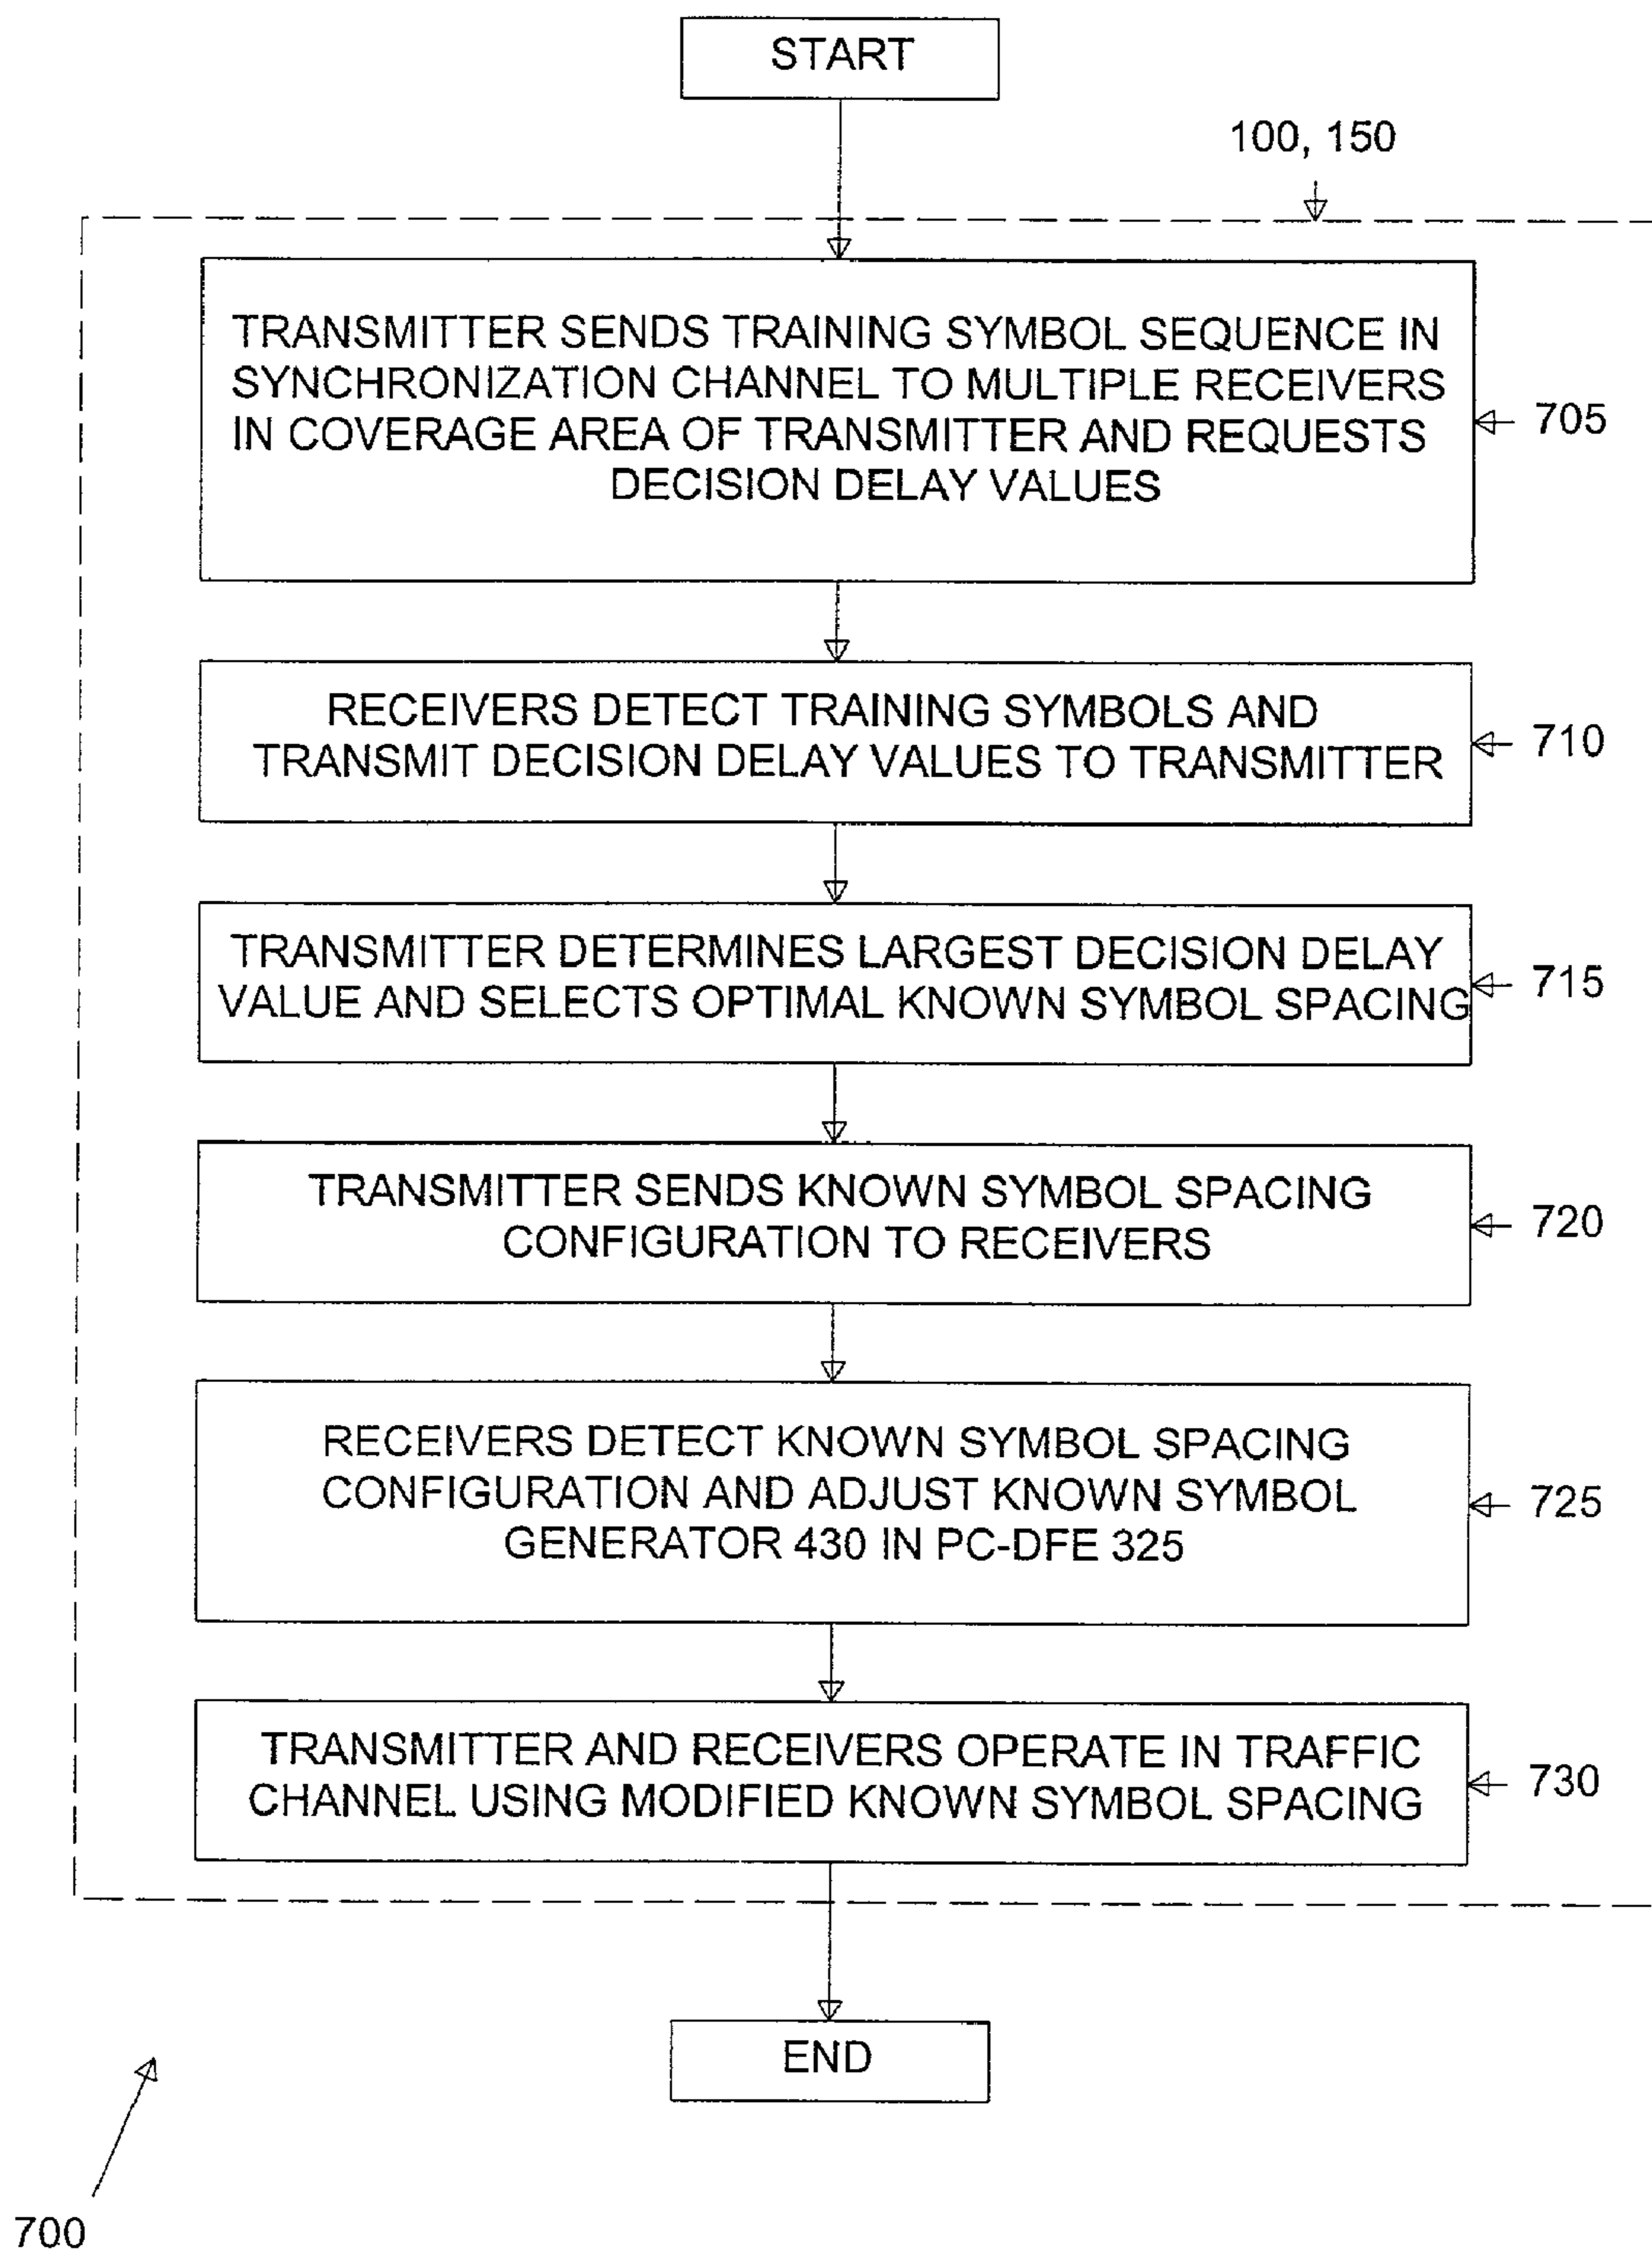 START
100, 150
TRANSMITTER SENDS TRAINING SYMBOL SEQUENCE IN
SYNCHRONIZATION CHANNEL TO MULTIPLE RECEIVERS
IN COVERAGE AREA OF TRANSMITTER AND REQUESTS
DECISION DELAY VALUES
705
RECEIVERS DETECT TRAINING SYMBOLS AND
TRANSMIT DECISION DELAY VALUES TO TRANSMITTER
710
TRANSMITTER DETERMINES LARGEST DECISION DELAY
VALUE AND SELECTS OPTIMAL KNOWN SYMBOL SPACING
715
TRANSMITTER SENDS KNOWN SYMBOL SPACING
CONFIGURATION TO RECEIVERS
720
RECEIVERS DETECT KNOWN SYMBOL SPACING
CONFIGURATION AND ADJUST KNOWN SYMBOL
GENERATOR 430 IN PC-DFE 325
725
TRANSMITTER AND RECEIVERS OPERATE IN TRAFFIC
CHANNEL USING MODIFIED KNOWN SYMBOL SPACING
730
END
700